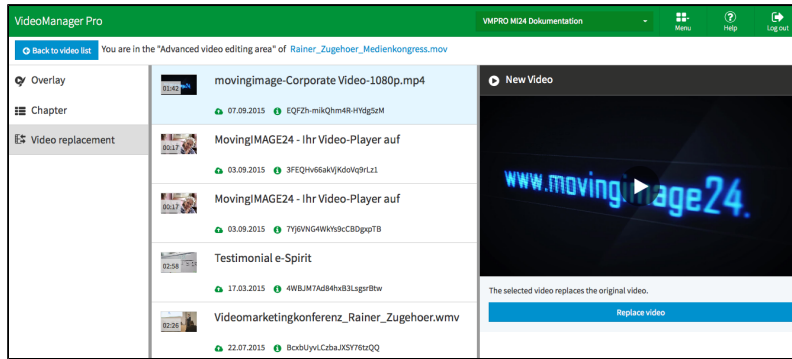 VideoManager Pro
VMPRO MI24 Dokumentation
Menu
Help
Log out
Back to video list
You are in the "Advanced video editing area" of Rainer_Zugehoer_Medienkongress.mov
Overlay
Chapter
Video replacement
01:42
movingimage-Corporate Video-1080p.mp4
07.09.2015 EQFZh-mikQhm4R-HYdg5zM
00:17
MovingIMAGE24 - Ihr Video-Player auf
03.09.2015 3FEQHv66akVjKdoVq9rLz1
00:17
MovingIMAGE24 - Ihr Video-Player auf
03.09.2015 7Yj6VNG4WkYs9cCBDgxpTB
02:58
Testimonial e-Spirit
17.03.2015 4WBJM7Ad84hxB3LsgsrBtw
02:26
Videomarketingkonferenz_Rainer_Zugehoer.wmv
22.07.2015 BcxbUyvLCzbaJXSY76tzQQ
New Video
www.movingimage24.
The selected video replaces the original video.
Replace video